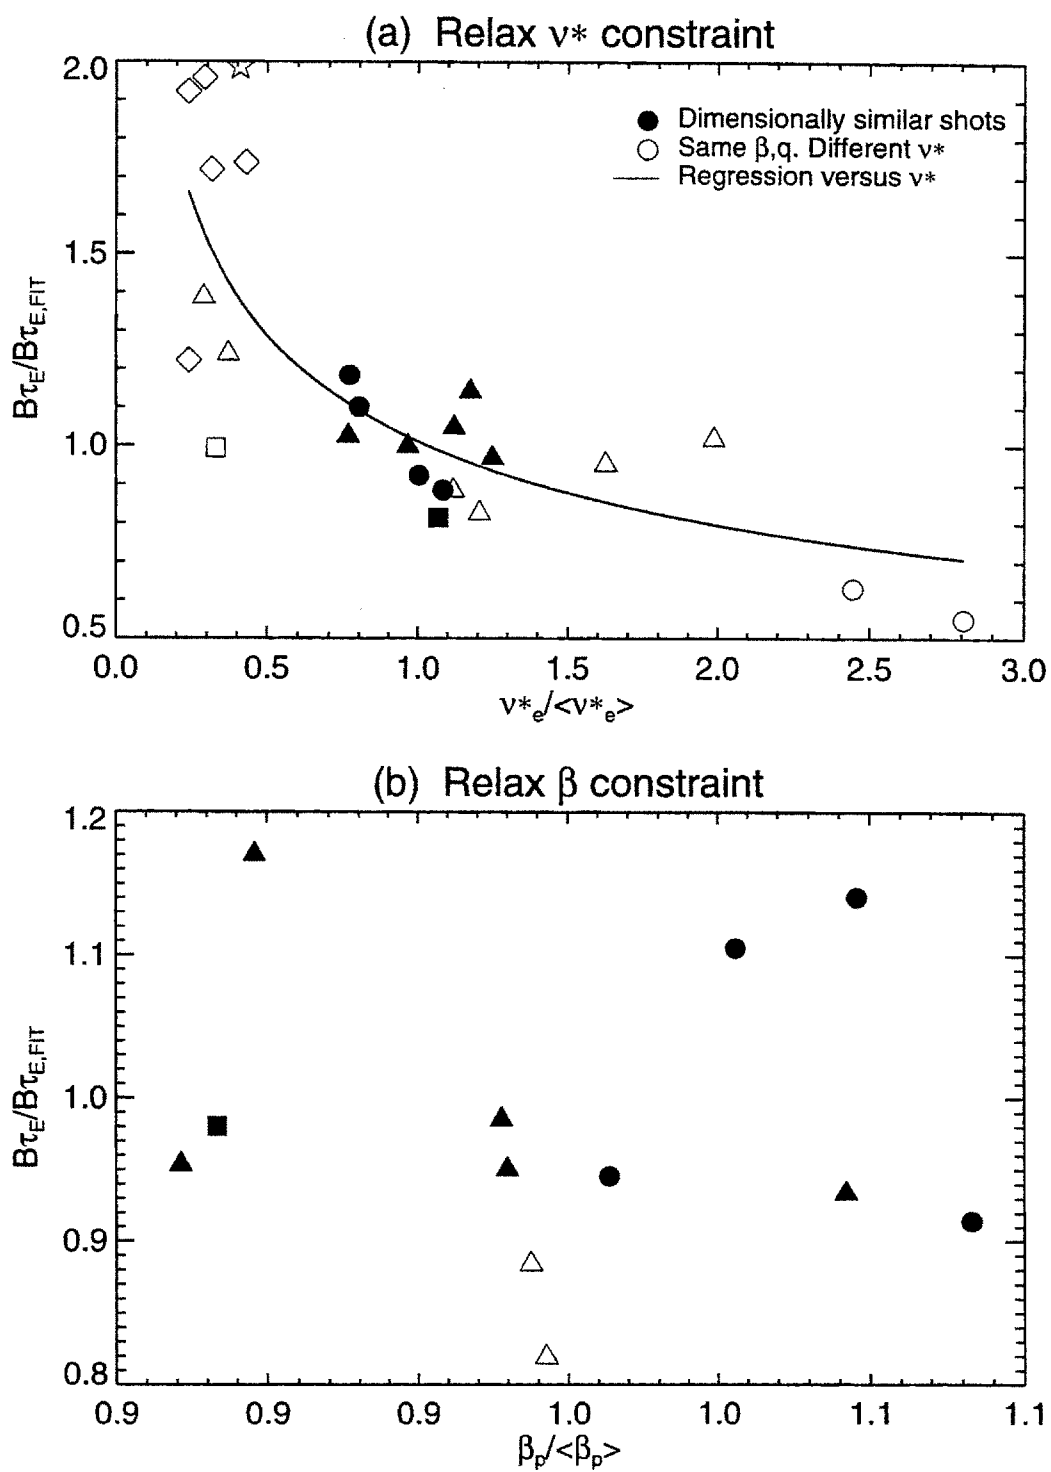 (a) Relax ν* constraint
2.0
1.5
1.0
0.5
Bτ_E/Bτ_E,FIT
Dimensionally similar shots
Same β,q. Different ν*
Regression versus ν*
0.0 0.5 1.0 1.5 2.0 2.5 3.0
ν*_e/<ν*_e>
(b) Relax β constraint
1.2
1.1
1.0
0.9
0.8
Bτ_E/Bτ_E,FIT
0.9 0.9 0.9 1.0 1.0 1.1 1.1
β_p/<β_p>